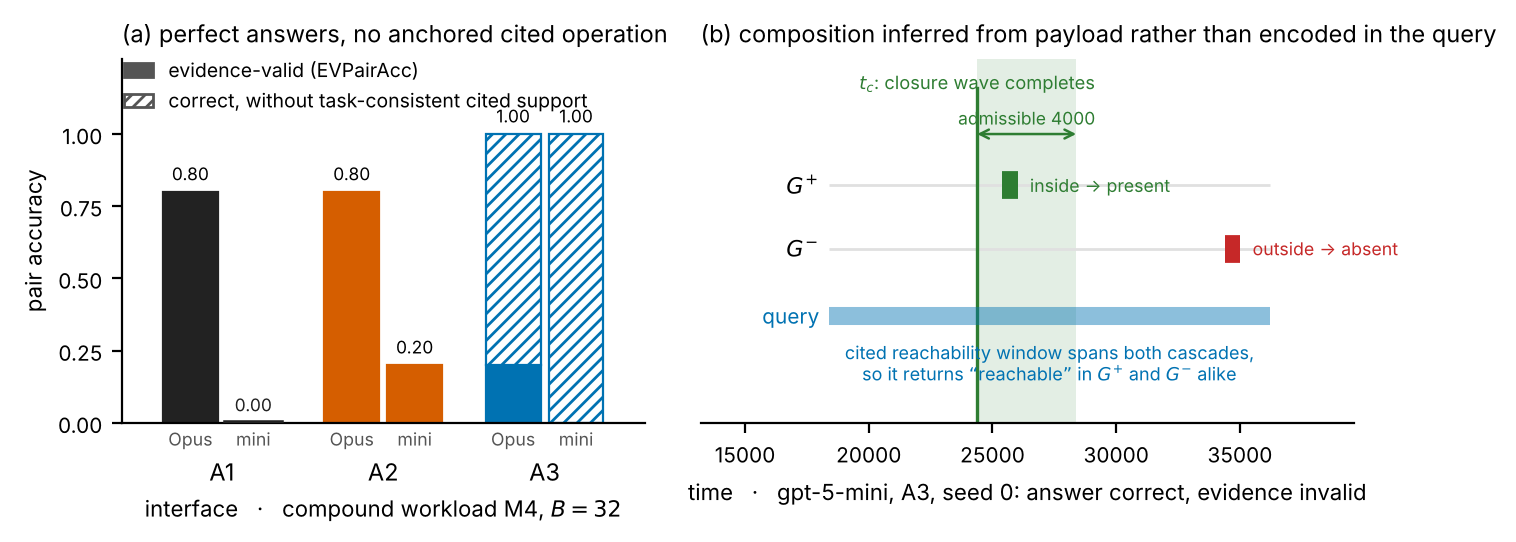 (a) perfect answers, no anchored cited operation
evidence-valid (EVPairAcc)
correct, without task-consistent cited support
pair accuracy
1.00
0.75
0.50
0.25
0.00
0.80
0.00
0.80
0.20
1.00
1.00
Opus mini Opus mini Opus mini
A1 A2 A3
interface · compound workload M4, B = 32
(b) composition inferred from payload rather than encoded in the query
t_c: closure wave completes
admissible 4000
G⁺
inside → present
G⁻
outside → absent
query
cited reachability window spans both cascades,
so it returns “reachable” in G⁺ and G⁻ alike
15000 20000 25000 30000 35000
time · gpt-5-mini, A3, seed 0: answer correct, evidence invalid